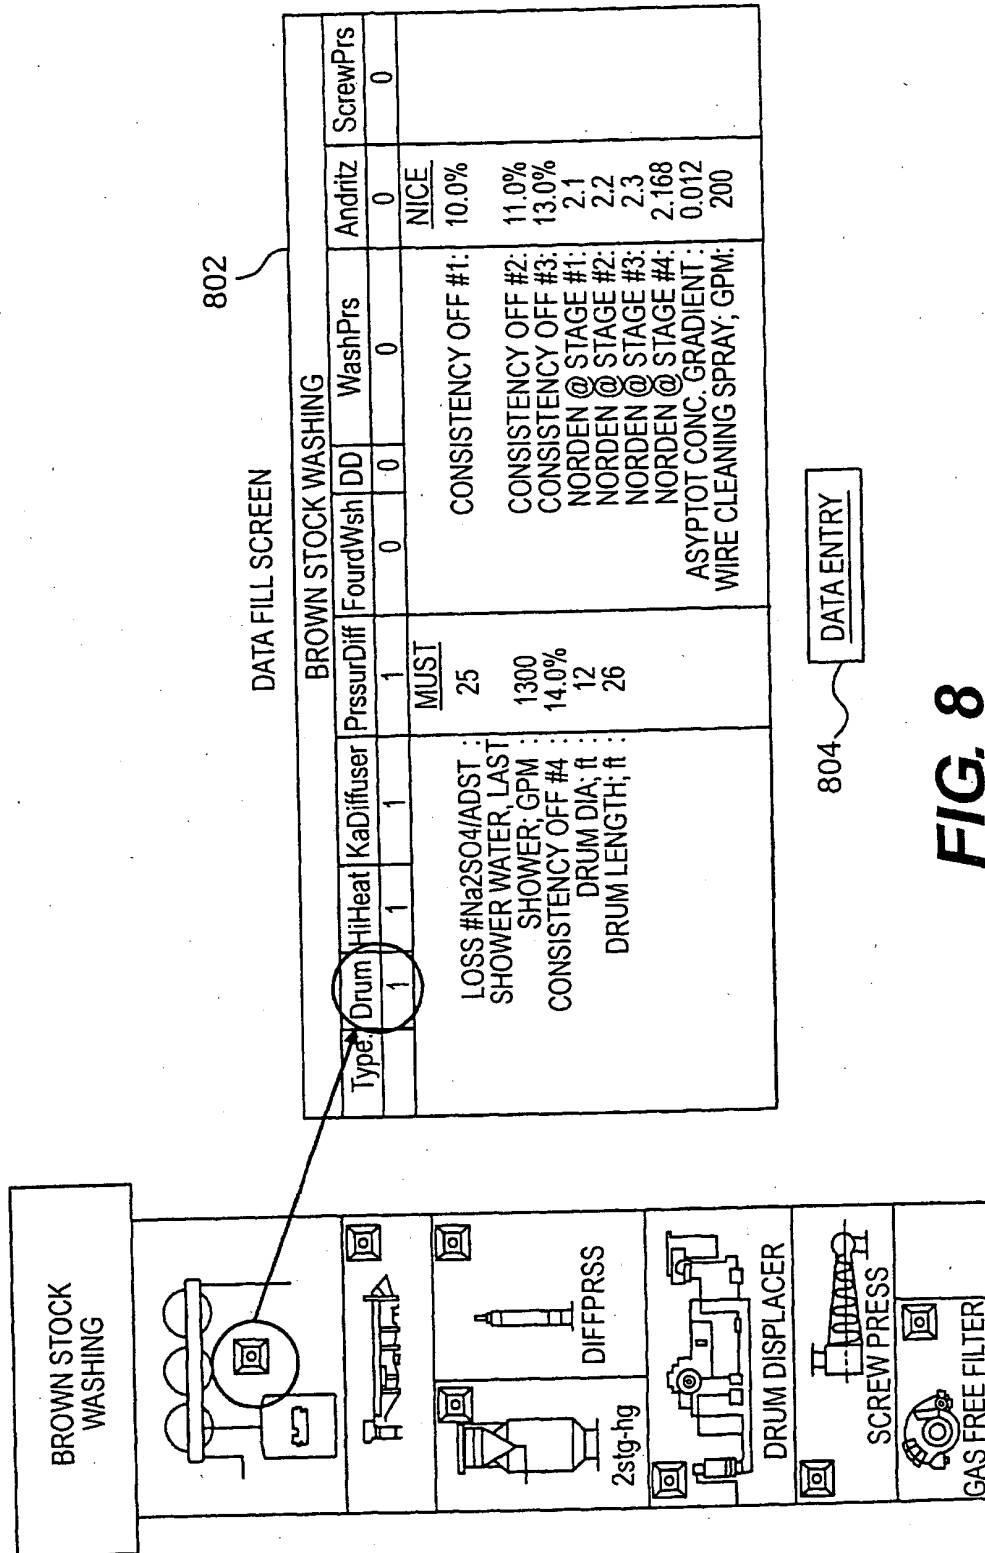 BROWN STOCK
WASHING
2stg-hg
DIFFPRSS
DRUM DISPLACER
SCREW PRESS
GAS FREE FILTER
802
DATA FILL SCREEN
BROWN STOCK WASHING
Type: Drum HiHeat KaDiffuser PrssurDiff FourdWsh DD WashPrs Andritz ScrewPrs
1 1 1 1 0 0 0 0 0
MUST NICE
LOSS #Na2SO4/ADST : 25 CONSISTENCY OFF #1: 10.0%
SHOWER WATER, LAST
SHOWER; GPM : 1300 CONSISTENCY OFF #2: 11.0%
CONSISTENCY OFF #4 : 14.0% CONSISTENCY OFF #3: 13.0%
DRUM DIA; ft : 12 NORDEN @ STAGE #1: 2.1
DRUM LENGTH; ft : 26 NORDEN @ STAGE #2: 2.2
NORDEN @ STAGE #3: 2.3
NORDEN @ STAGE #4: 2.168
ASYPTOT CONC. GRADIENT : 0.012
WIRE CLEANING SPRAY; GPM: 200
804
DATA ENTRY
FIG. 8